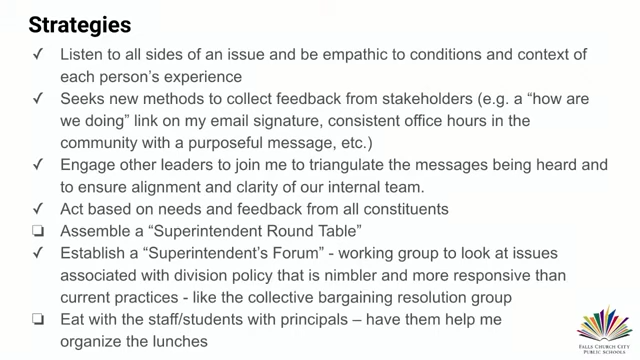 Strategies
✓ Listen to all sides of an issue and be empathic to conditions and context of
each person's experience
✓ Seeks new methods to collect feedback from stakeholders (e.g. a "how are
we doing" link on my email signature, consistent office hours in the
community with a purposeful message, etc.)
✓ Engage other leaders to join me to triangulate the messages being heard and
to ensure alignment and clarity of our internal team.
✓ Act based on needs and feedback from all constituents
❏ Assemble a "Superintendent Round Table"
✓ Establish a "Superintendent's Forum" - working group to look at issues
associated with division policy that is nimbler and more responsive than
current practices - like the collective bargaining resolution group
❏ Eat with the staff/students with principals – have them help me
organize the lunches
FALLS CHURCH CITY
PUBLIC SCHOOLS